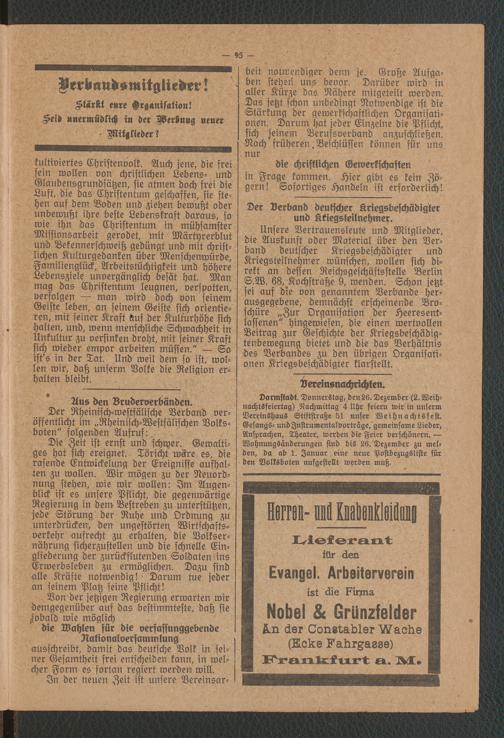 — 95 —
Verbandsmitglieder!
Stärkt eure Organisation!
Seid unermüdlich in der Werbung neuer
Mitglieder!
kultiviertes Christenvolk. Auch jene, die frei
sein wollen von christlichen Lebens- und
Glaubensgrundsätzen, sie atmen doch frei die
Luft, die das Christentum geschaffen, sie ste-
hen auf dem Boden und ziehen bewußt oder
unbewußt ihre beste Lebenskraft daraus, so
wie ihn das Christentum in mühsamster
Missionsarbeit gerodet, mit Märtyrerblut
und Bekennerschweiß gedüngt und mit christ-
lichen Kulturgedanken über Menschenwürde,
Familienglück, Arbeitstüchtigkeit und höhere
Lebensziele unvergänglich besät hat. Man
mag das Christentum leugnen, verspotten,
verfolgen — man wird doch von seinem
Geiste leben, an seinem Geiste sich orientie-
ren, mit seiner Kraft auf der Kulturhöhe sich
halten, und, wenn menschliche Schwachheit in
Unkultur zu versinken droht, mit seiner Kraft
sich wieder empor arbeiten müssen." — So
ist's in der Tat. Und weil dem so ist, wol-
len wir, daß unserm Volke die Religion er-
halten bleibt.
Aus den Bruderverbänden.
Der Rheinisch-westfälische Verband ver-
öffentlicht im „Rheinisch-Westfälischen Volks-
boten" folgenden Aufruf:
Die Zeit ist ernst und schwer. Gewalti-
ges hat sich ereignet. Töricht wäre es, die
rasende Entwickelung der Ereignisse aufhal-
ten zu wollen. Wir mögen zu der Neuord-
nung stehen, wie wir wollen: Im Augen-
blick ist es unsere Pflicht, die gegenwärtige
Regierung in dem Bestreben zu unterstützen,
jede Störung der Ruhe und Ordnung zu
unterdrücken, den ungestörten Wirtschafts-
verkehr aufrecht zu erhalten, die Volkser-
nährung sicherzustellen und die schnelle Ein-
gliederung der zurückflutenden Soldaten ins
Erwerbsleben zu ermöglichen. Dazu sind
alle Kräfte notwendig! Darum tue jeder
an seinem Platz seine Pflicht!
Von der jetzigen Regierung erwarten wir
demgegenüber auf das bestimmteste, daß sie
sobald wie möglich
die Wahlen für die verfassunggebende
Nationalversammlung
ausschreibt, damit das deutsche Volk in sei-
ner Gesamtheit frei entscheiden kann, in wel-
cher Form es fortan regiert werden will.
In der neuen Zeit ist unsere Vereinsar-
beit notwendiger denn je. Große Aufga-
ben stehen uns bevor. Darüber wird in
aller Kürze das Nähere mitgeteilt werden.
Das jetzt schon unbedingt Notwendige ist die
Stärkung der gewerkschaftlichen Organisati-
onen. Darum hat jeder Einzelne die Pflicht,
sich seinem Berufsverband anzuschließen.
Nach früheren Beschlüssen können für uns
nur
die christlichen Gewerkschaften
in Frage kommen. Hier gibt es kein Zö-
gern! Sofortiges Handeln ist erforderlich!
Der Verband deutscher Kriegsbeschädigter
und Kriegsteilnehmer.
Unsere Vertrauensleute und Mitglieder,
die Auskunft oder Material über den Ver-
band deutscher Kriegsbeschädigter und
Kriegsteilnehmer wünschen, wollen sich di-
rekt an dessen Reichsgeschäftsstelle Berlin
S.W. 68, Kochstraße 9, wenden. Schon jetzt
sei auf die von genanntem Verbande her-
ausgegebene, demnächst erscheinende Bro-
schüre „Zur Organisation der Heeresent-
lassenen" hingewiesen, die einen wertvollen
Beitrag zur Geschichte der Kriegsbeschädig-
tenbewegung bietet und die das Verhältnis
des Verbandes zu den übrigen Organisati-
onen Kriegsbeschädigter klarstellt.
Vereinsnachrichten.
Darmstadt. Donnerstag, den 26. Dezember (2. Weih-
nachtsfeiertag) Nachmittag 4 Uhr feiern wir in unserm
Vereinshaus Stiftstraße 51 unser Weihnachtsfest.
Gesangs- und Instrumentalvorträge, gemeinsame Lieder,
Ansprachen, Theater, werden die Feier verschönern. —
Wohnungsänderungen sind bis 26. Dezember zu mel-
den, da ab 1. Januar eine neue Postbezugsliste für
den Volksboten aufgestellt werden muß.
Herren- und Knabenkleidung
Lieferant
für den
Evangel. Arbeiterverein
ist die Firma
Nobel & Grünzfelder
An der Constabler Wache
(Ecke Fahrgasse)
Frankfurt a. M.